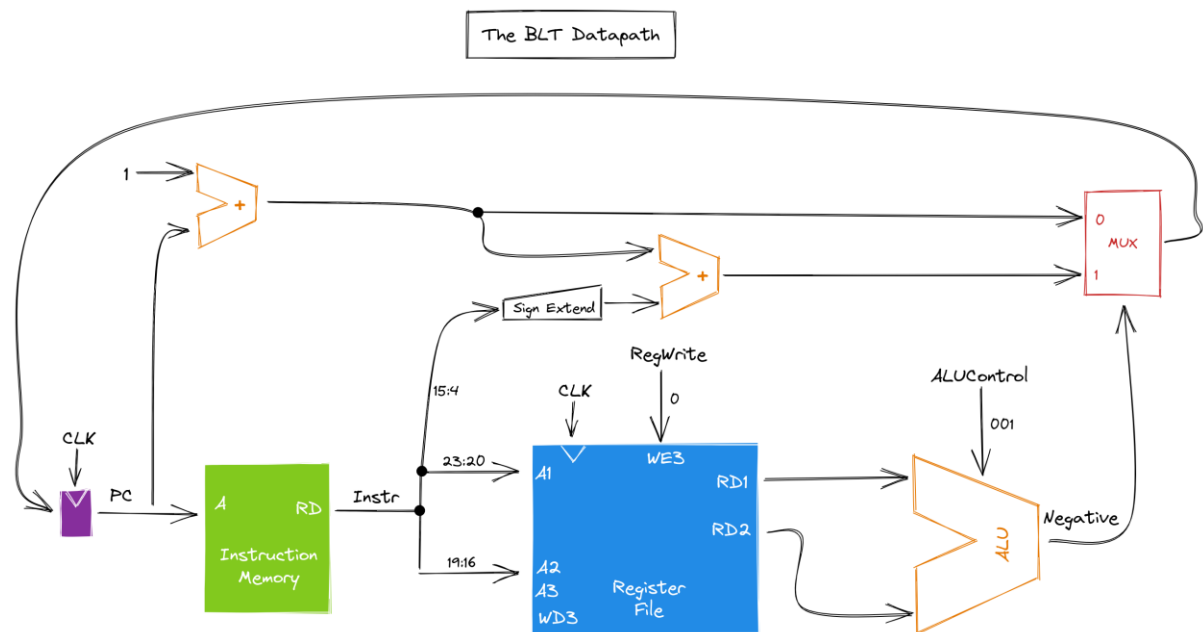 The BLT Datapath
1
+
0
MUX
1
+
Sign Extend
RegWrite
ALUControl
15:4
CLK
0
001
CLK
23:20
A1
WE3
RD1
PC
A
RD
Instr
RD2
Negative
ALU
Instruction
Memory
19:16
A2
A3
WD3
Register
File